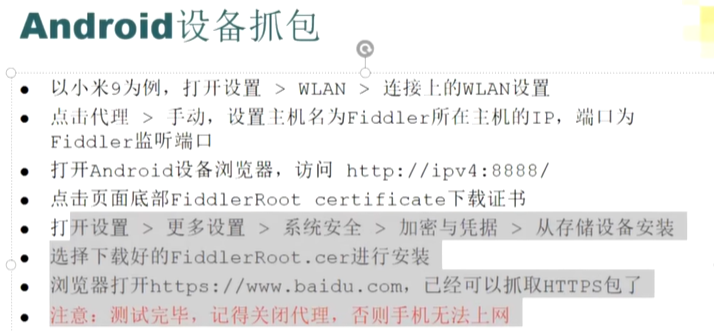 Android设备抓包
以小米9为例，打开设置 > WLAN > 连接上的WLAN设置
点击代理 > 手动，设置主机名为Fiddler所在主机的IP，端口为
Fiddler监听端口
打开Android设备浏览器，访问 http://ipv4:8888/
点击页面底部FiddlerRoot certificate下载证书
打开设置 > 更多设置 > 系统安全 > 加密与凭据 > 从存储设备安装
选择下载好的FiddlerRoot.cer进行安装
浏览器打开https://www.baidu.com，己经可以抓取HTTPS包了
注意：测试完毕，记得关闭代理，否则手机无法上网